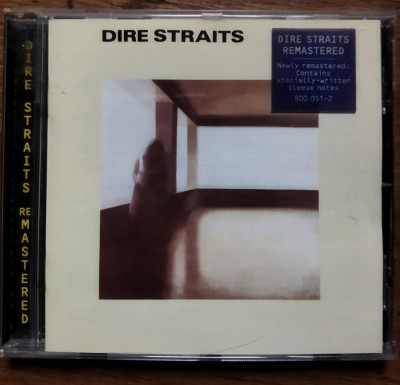 DIRE STRAITS
DIRE STRAITS
REMASTERED
Newly remastered:
Contains
specially-written
sleeve notes
800 051-2
DIRE STRAITS REMASTERED